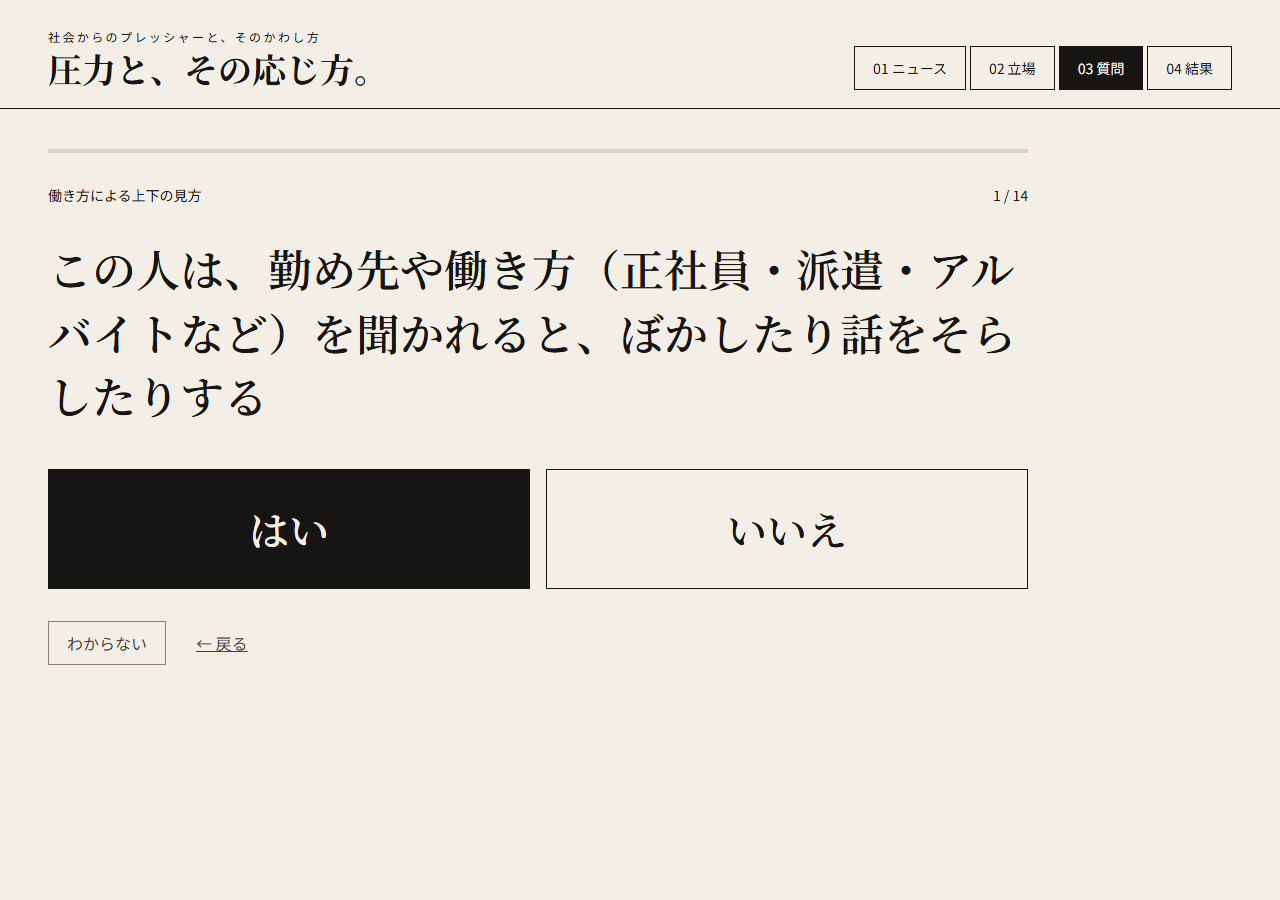 社会からのプレッシャーと、そのかわし方
圧力と、その応じ方。
01 ニュース
02 立場
03 質問
04 結果
働き方による上下の見方
1 / 14
この人は、勤め先や働き方（正社員・派遣・アル
バイトなど）を聞かれると、ぼかしたり話をそら
したりする
はい
いいえ
わからない
← 戻る